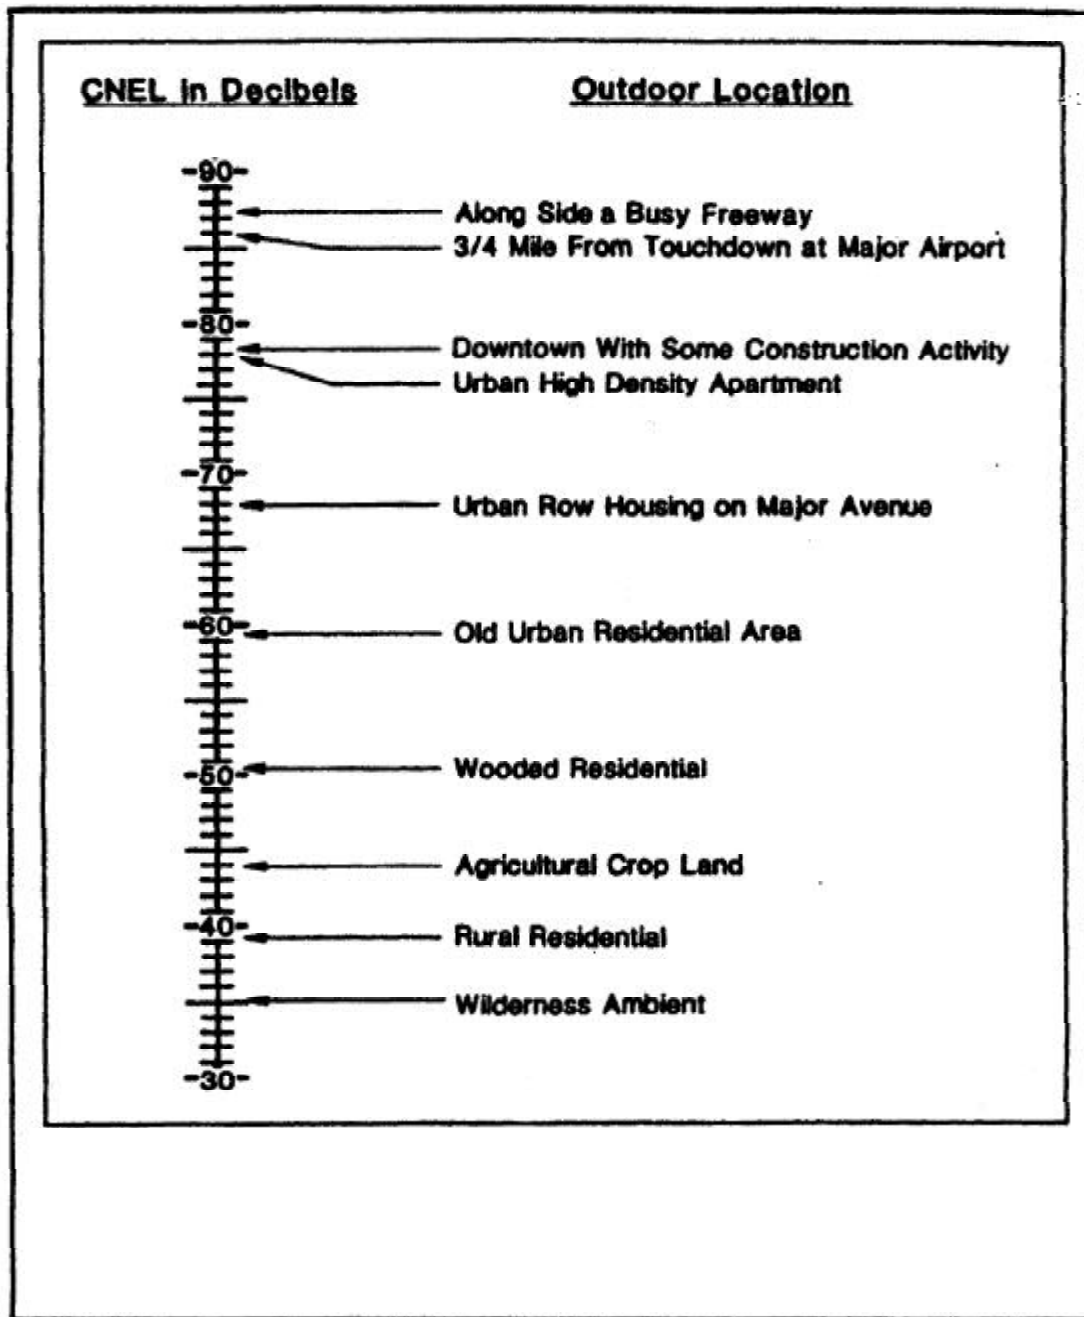 CNEL in Decibels
Outdoor Location
-90-
Along Side a Busy Freeway
3/4 Mile From Touchdown at Major Airport
-80-
Downtown With Some Construction Activity
Urban High Density Apartment
-70-
Urban Row Housing on Major Avenue
-60-
Old Urban Residential Area
-50-
Wooded Residential
Agricultural Crop Land
-40-
Rural Residential
Wilderness Ambient
-30-